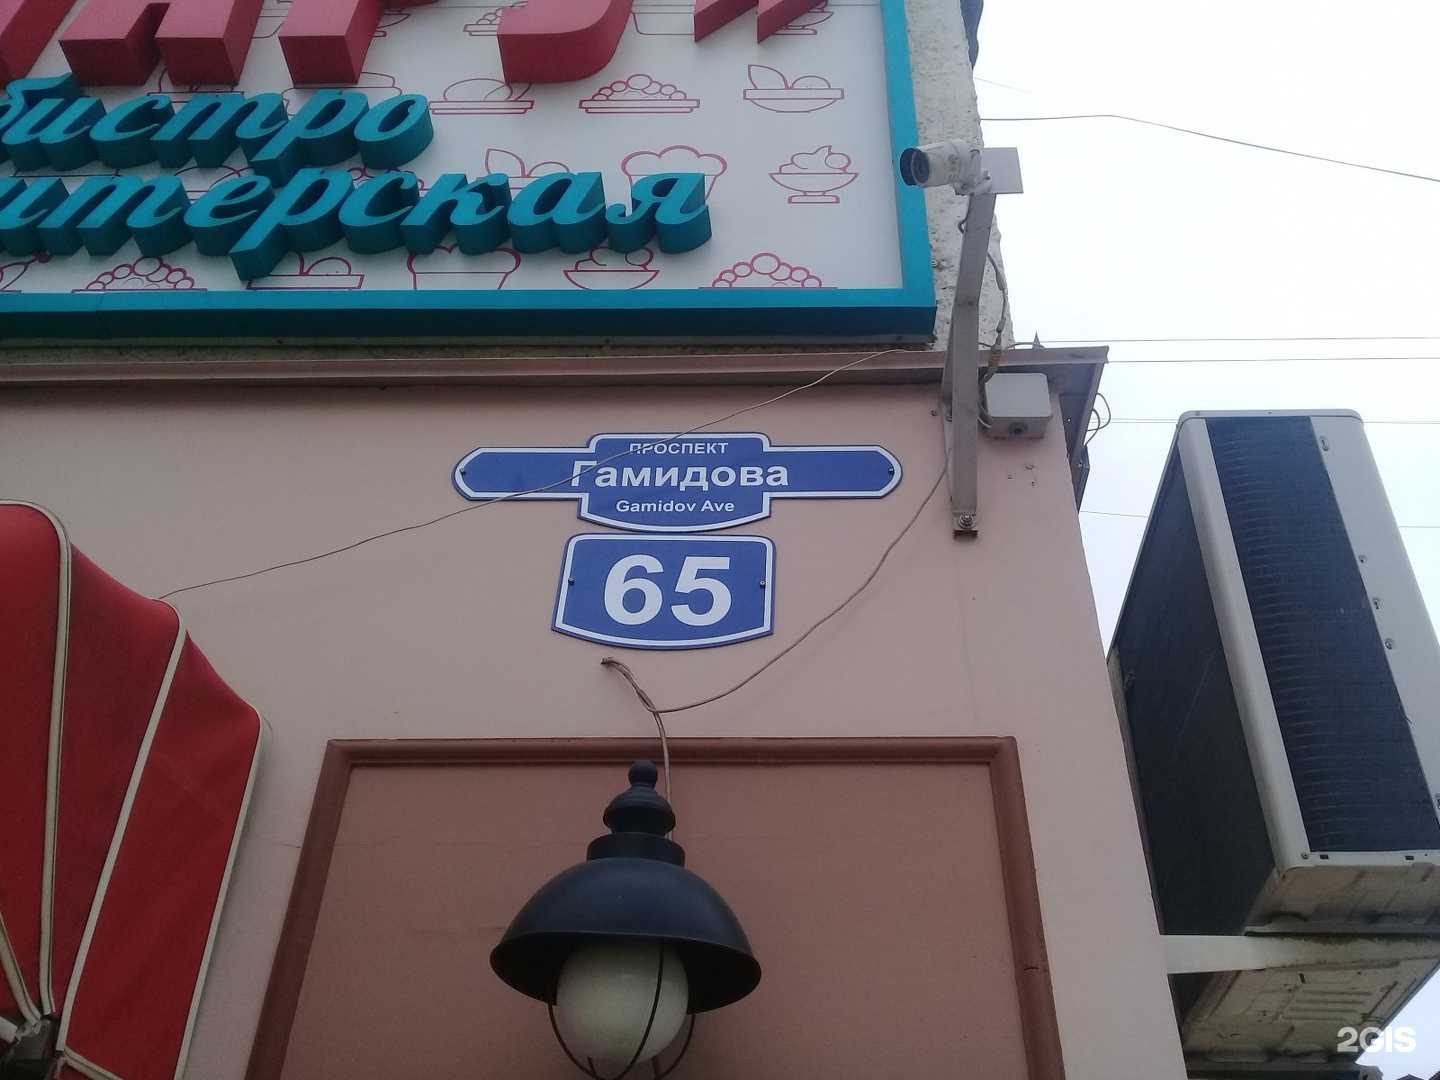 бистро
ПРОСПЕКТ
Гамидова
Gamidov Ave
65
2GIS